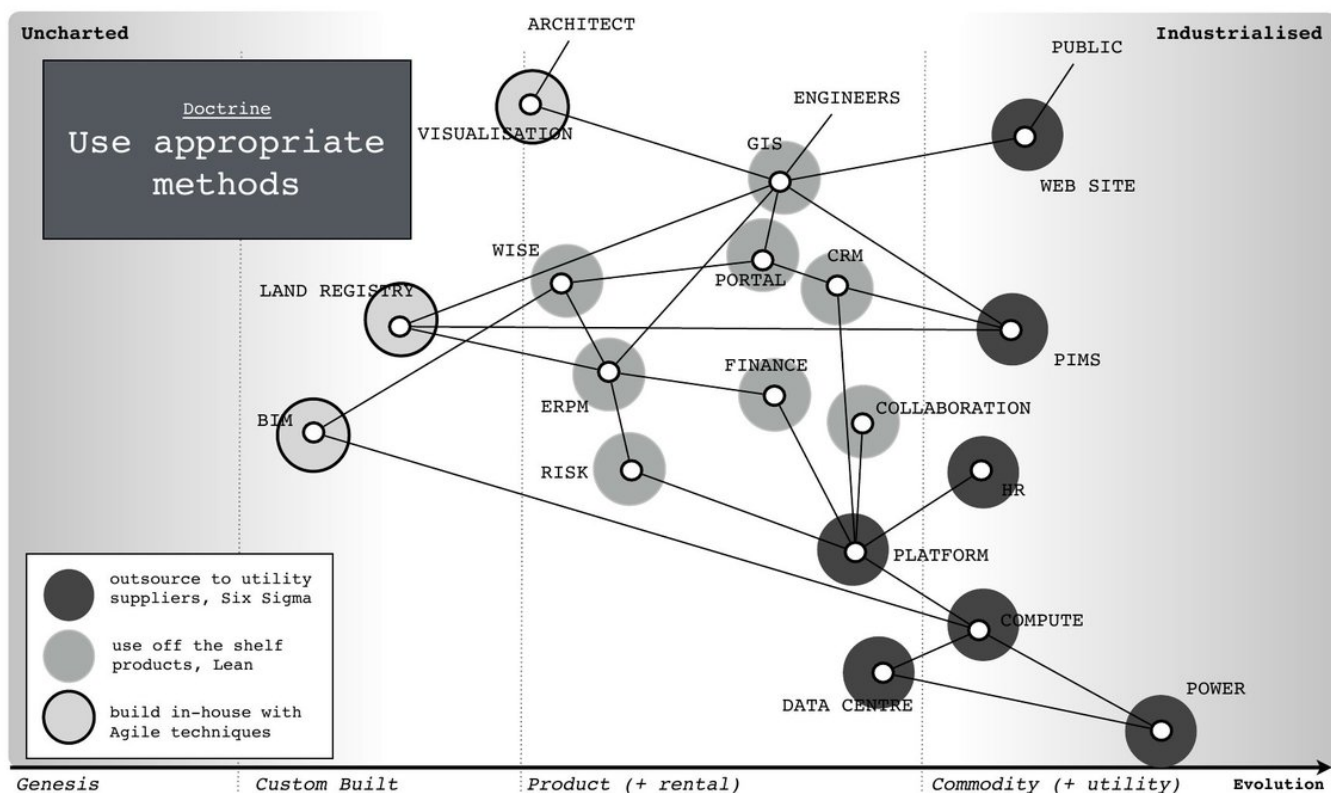 ARCHITECT
Uncharted
Industrialised
PUBLIC
Doctrine
Use appropriate
methods
ENGINEERS
VISUALISATION
GIS
WEB SITE
WISE
CRM
PORTAL
LAND REGISTRY
PIMS
FINANCE
ERPM
COLLABORATION
BIM
RISK
HR
PLATFORM
outsource to utility
suppliers, Six Sigma
COMPUTE
use off the shelf
products, Lean
POWER
DATA CENTRE
build in-house with
Agile techniques
Genesis
Custom Built
Product (+ rental)
Commodity (+ utility)
Evolution